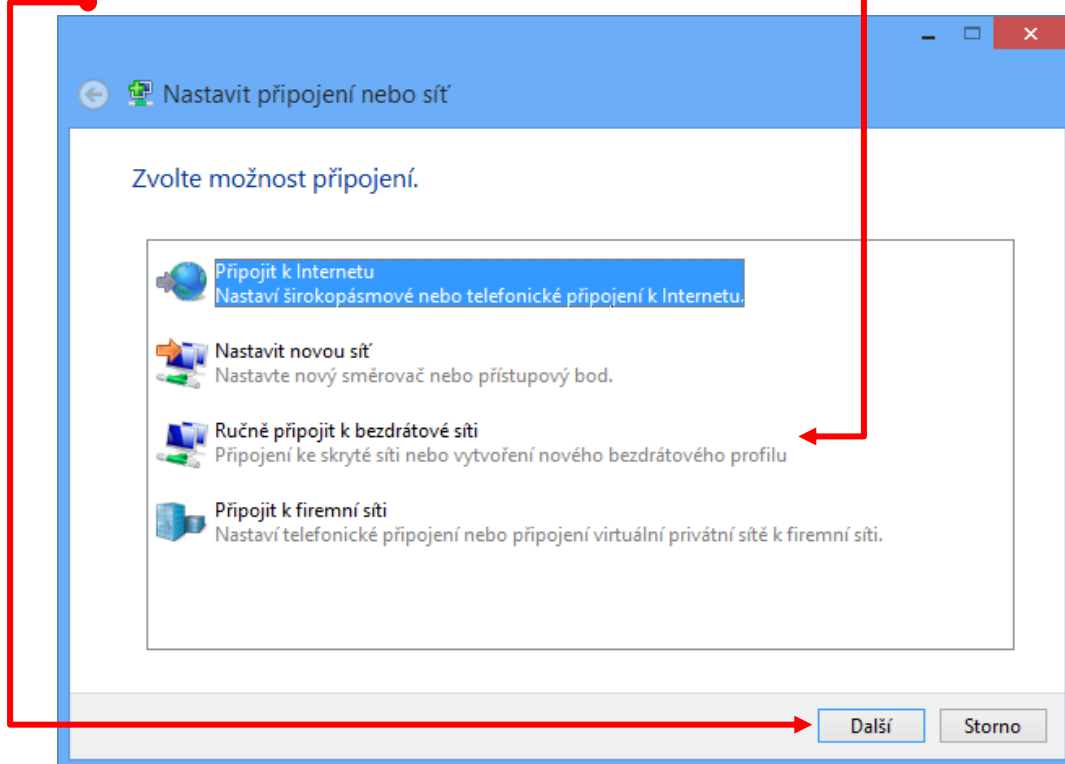 Nastavit připojení nebo síť
Zvolte možnost připojení.
Připojit k Internetu
Nastaví širokopásmové nebo telefonické připojení k Internetu.
Nastavit novou síť
Nastavte nový směrovač nebo přístupový bod.
Ručně připojit k bezdrátové síti
Připojení ke skryté síti nebo vytvoření nového bezdrátového profilu
Připojit k firemní síti
Nastaví telefonické připojení nebo připojení virtuální privátní sítě k firemní síti.
Další
Storno